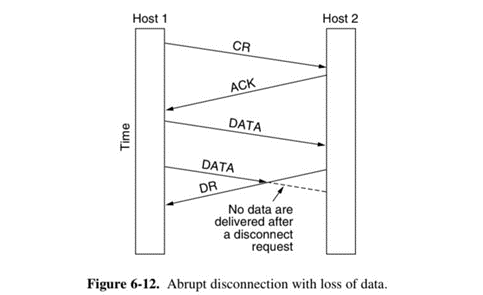 Host 1
Host 2
CR
ACK
DATA
DATA
DR
Time
No data are
delivered after
a disconnect
request
Figure 6-12. Abrupt disconnection with loss of data.